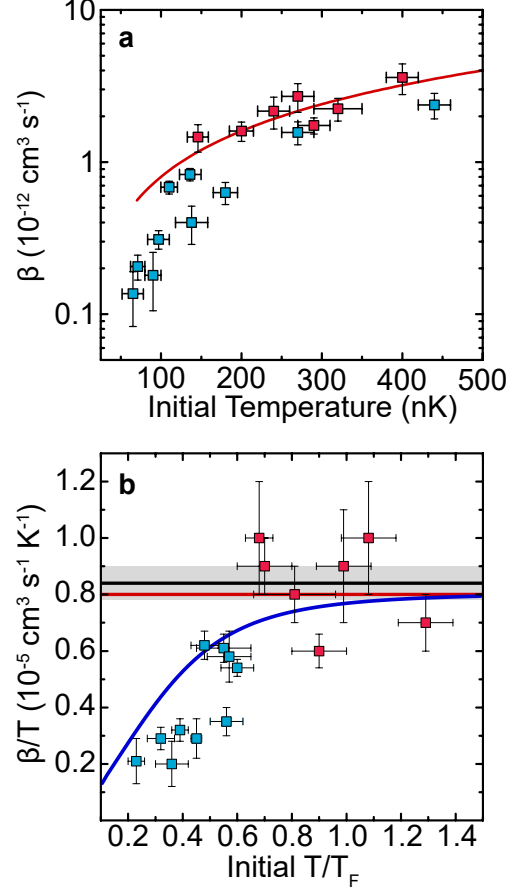 a
10
1
0.1
β (10⁻¹² cm³ s⁻¹)
100 200 300 400 500
Initial Temperature (nK)
b
1.2
1.0
0.8
0.6
0.4
0.2
β/T (10⁻⁵ cm³ s⁻¹ K⁻¹)
0.2 0.4 0.6 0.8 1.0 1.2 1.4
Initial T/T_F